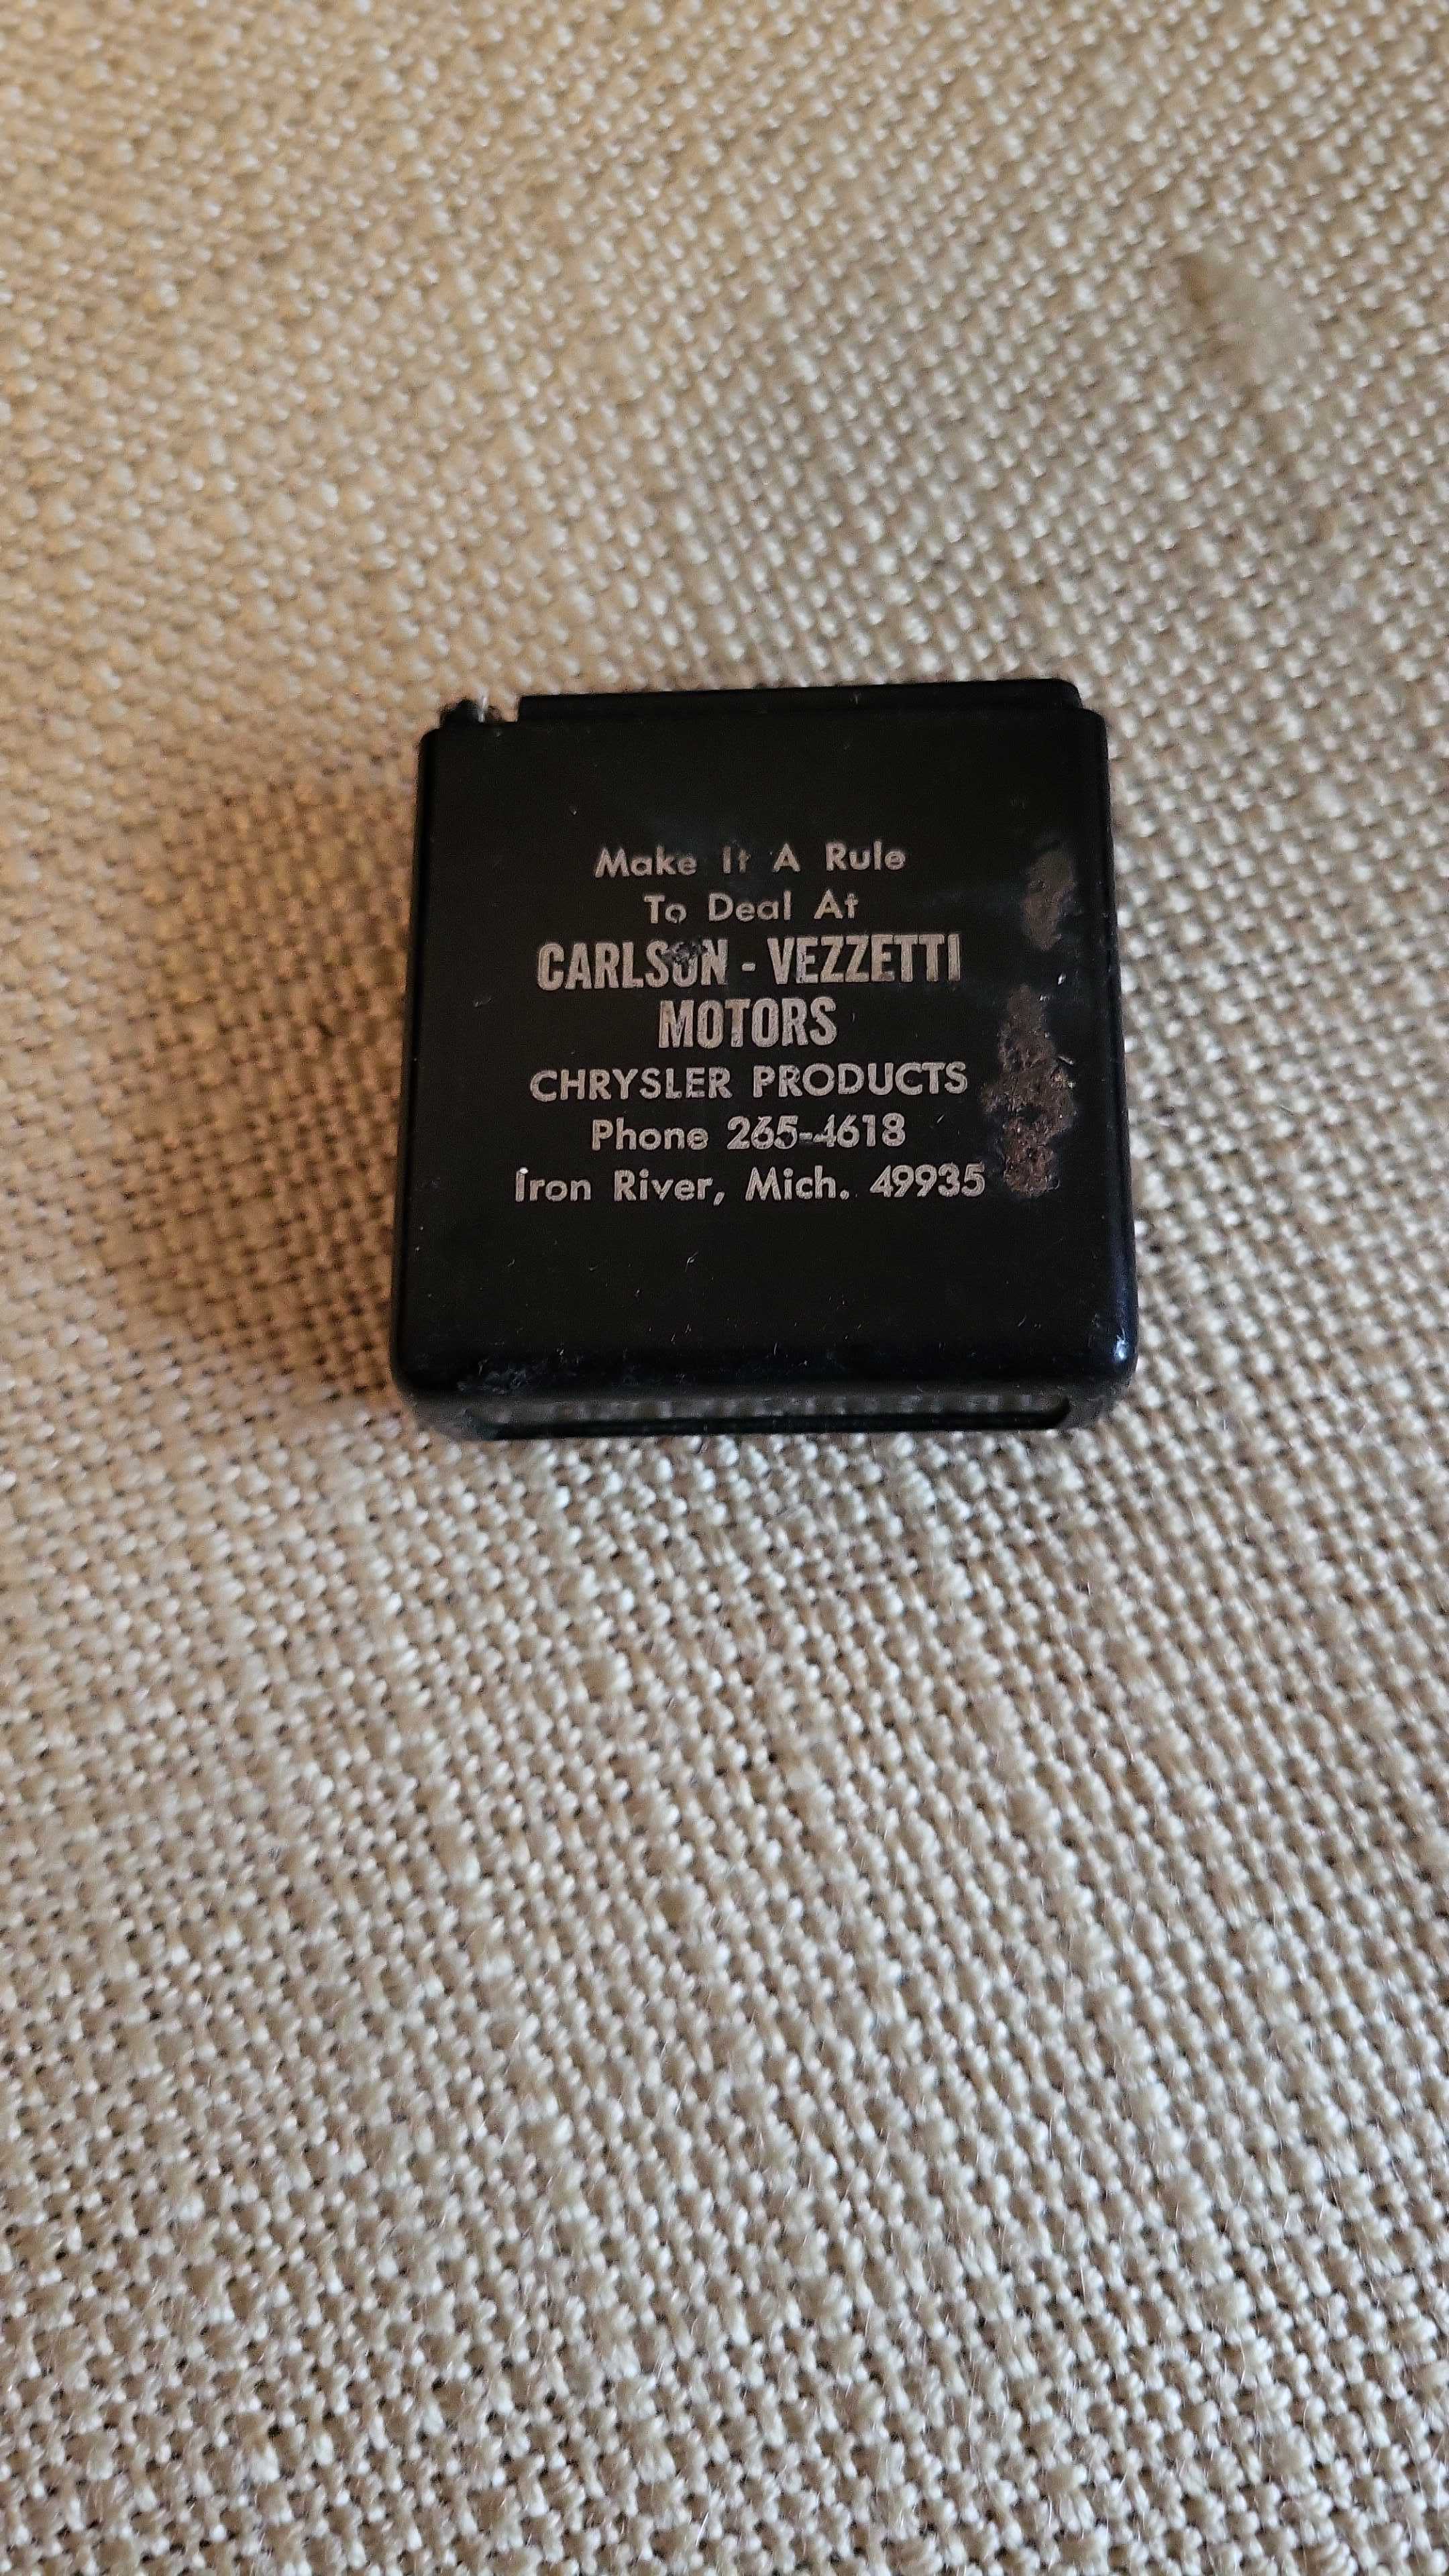 Make It A Rule
To Deal At
CARLSON - VEZZETTI
MOTORS
CHRYSLER PRODUCTS
Phone 265-4618
Iron River, Mich. 49935